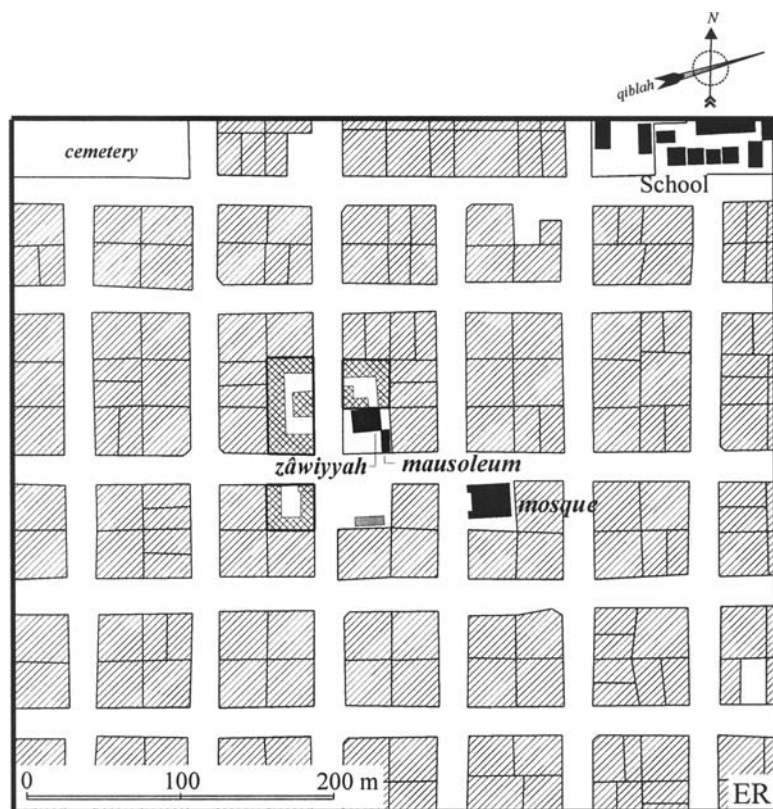 N
qiblah
cemetery
School
zâwiyyah
mausoleum
mosque
0 100 200 m
ER